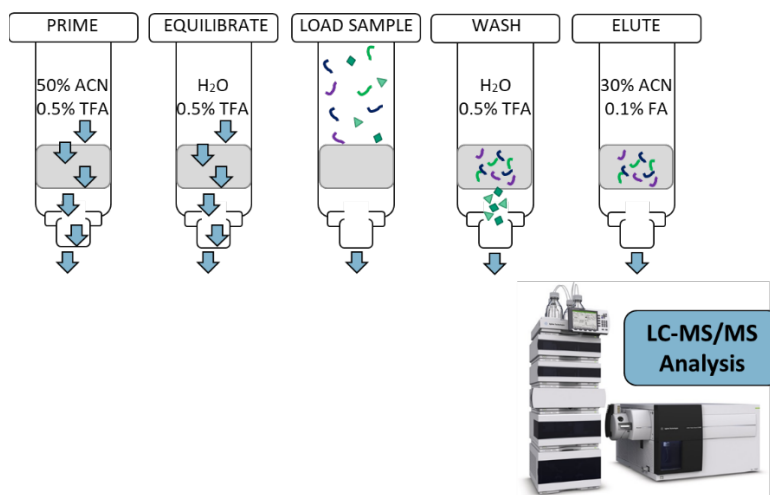 PRIME
EQUILIBRATE
LOAD SAMPLE
WASH
ELUTE
50% ACN
0.5% TFA
H₂O
0.5% TFA
H₂O
0.5% TFA
30% ACN
0.1% FA
LC-MS/MS
Analysis